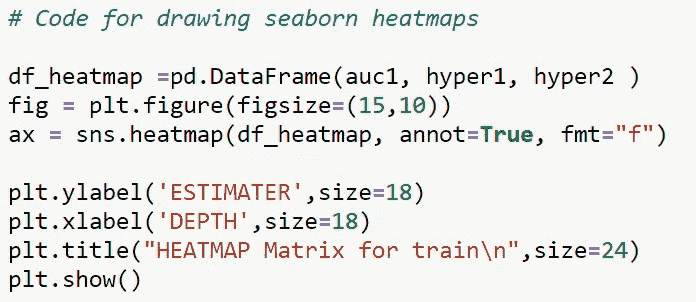 # Code for drawing seaborn heatmaps
df_heatmap =pd.DataFrame(auc1, hyper1, hyper2 )
fig = plt.figure(figsize=(15,10))
ax = sns.heatmap(df_heatmap, annot=True, fmt="f")
plt.ylabel('ESTIMATER',size=18)
plt.xlabel('DEPTH',size=18)
plt.title("HEATMAP Matrix for train\n",size=24)
plt.show()